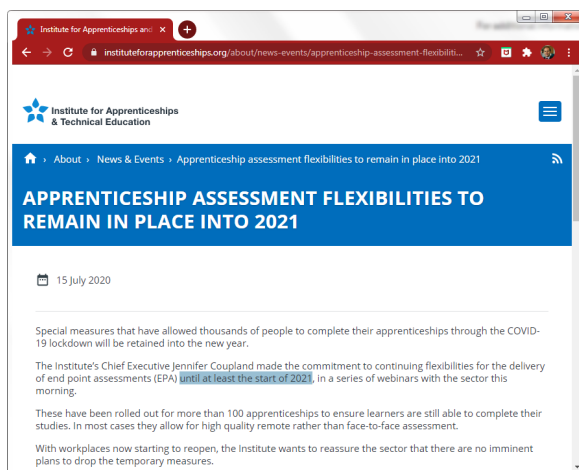 Institute for Apprenticeships and
instituteforapprenticeships.org/about/news-events/apprenticeship-assessment-flexibiliti...
Institute for Apprenticeships
& Technical Education
About › News & Events › Apprenticeship assessment flexibilities to remain in place into 2021
APPRENTICESHIP ASSESSMENT FLEXIBILITIES TO
REMAIN IN PLACE INTO 2021
15 July 2020
Special measures that have allowed thousands of people to complete their apprenticeships through the COVID-
19 lockdown will be retained into the new year.
The Institute's Chief Executive Jennifer Coupland made the commitment to continuing flexibilities for the delivery
of end point assessments (EPA) until at least the start of 2021, in a series of webinars with the sector this
morning.
These have been rolled out for more than 100 apprenticeships to ensure learners are still able to complete their
studies. In most cases they allow for high quality remote rather than face-to-face assessment.
With workplaces now starting to reopen, the Institute wants to reassure the sector that there are no imminent
plans to drop the temporary measures.